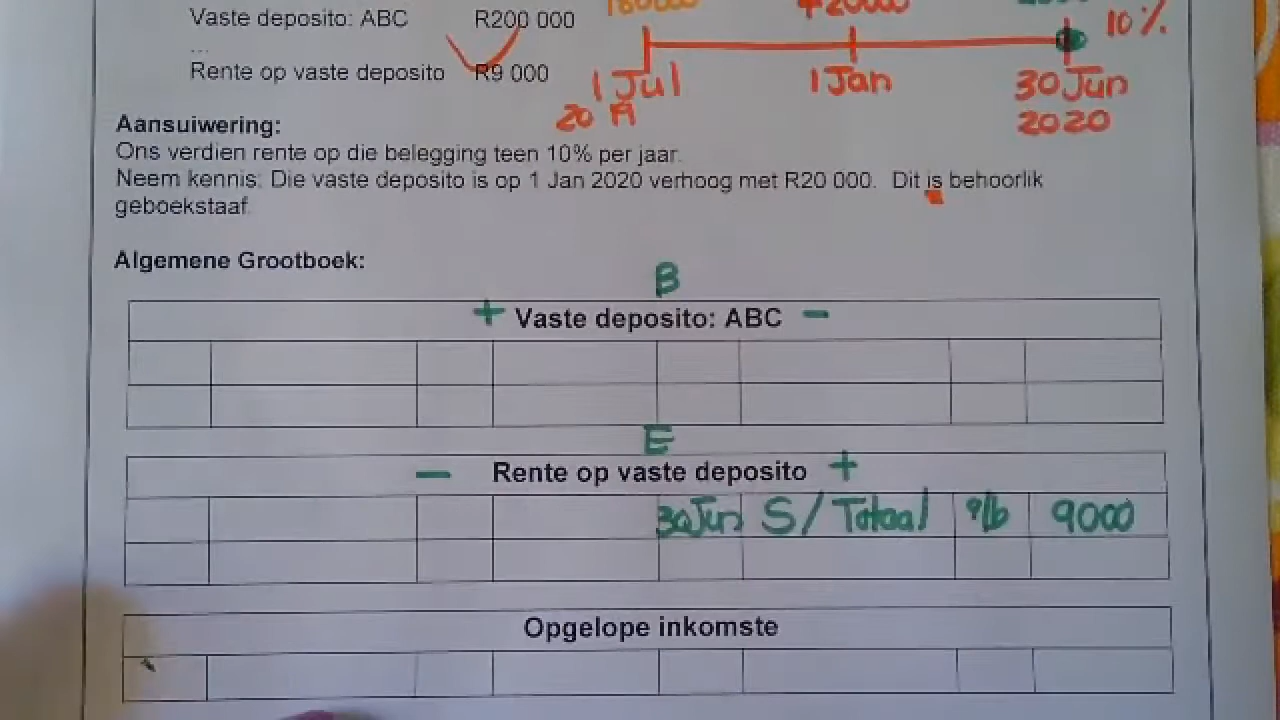 180000 +20000
Vaste deposito: ABC R200 000 10%
...
Rente op vaste deposito R9 000
1 Jul 1 Jan 30 Jun
20 19 2020
Aansuiwering:
Ons verdien rente op die belegging teen 10% per jaar.
Neem kennis: Die vaste deposito is op 1 Jan 2020 verhoog met R20 000. Dit is behoorlik
geboekstaaf.
Algemene Grootboek:
B
+ Vaste deposito: ABC -
E
- Rente op vaste deposito +
30 Jun S/Totaal 9/b 9000
Opgelope inkomste